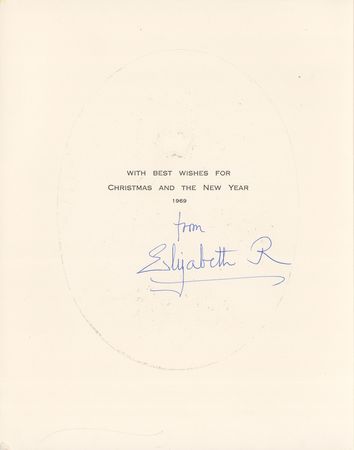 WITH BEST WISHES FOR
CHRISTMAS AND THE NEW YEAR
1969
from
Elizabeth R